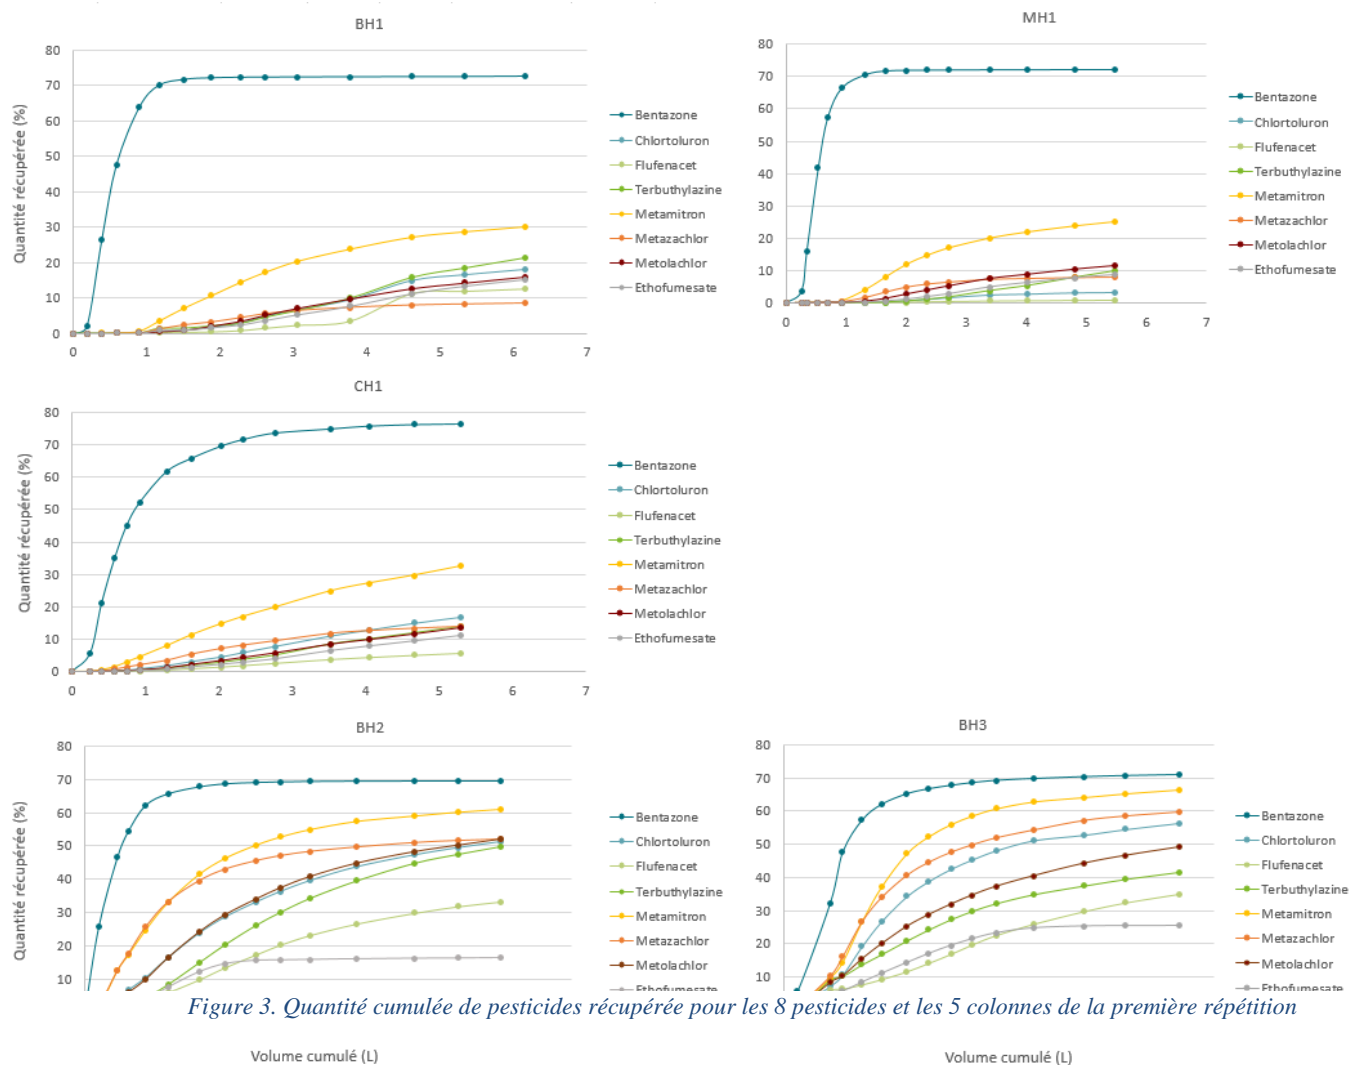 BH1
Quantité récupérée (%)
80
70
60
50
40
30
20
10
0
0 1 2 3 4 5 6 7
Bentazone
Chlortoluron
Flufenacet
Terbuthylazine
Metamitron
Metazachlor
Metolachlor
Ethofumesate
MH1
80
70
60
50
40
30
20
10
0
0 1 2 3 4 5 6 7
Bentazone
Chlortoluron
Flufenacet
Terbuthylazine
Metamitron
Metazachlor
Metolachlor
Ethofumesate
CH1
Quantité récupérée (%)
80
70
60
50
40
30
20
10
0
0 1 2 3 4 5 6 7
Bentazone
Chlortoluron
Flufenacet
Terbuthylazine
Metamitron
Metazachlor
Metolachlor
Ethofumesate
BH2
Quantité récupérée (%)
80
70
60
50
40
30
20
10
Bentazone
Chlortoluron
Flufenacet
Terbuthylazine
Metamitron
Metazachlor
Metolachlor
Ethofumesate
BH3
80
70
60
50
40
30
20
10
Bentazone
Chlortoluron
Flufenacet
Terbuthylazine
Metamitron
Metazachlor
Metolachlor
Ethofumesate
Figure 3. Quantité cumulée de pesticides récupérée pour les 8 pesticides et les 5 colonnes de la première répétition
Volume cumulé (L)
Volume cumulé (L)